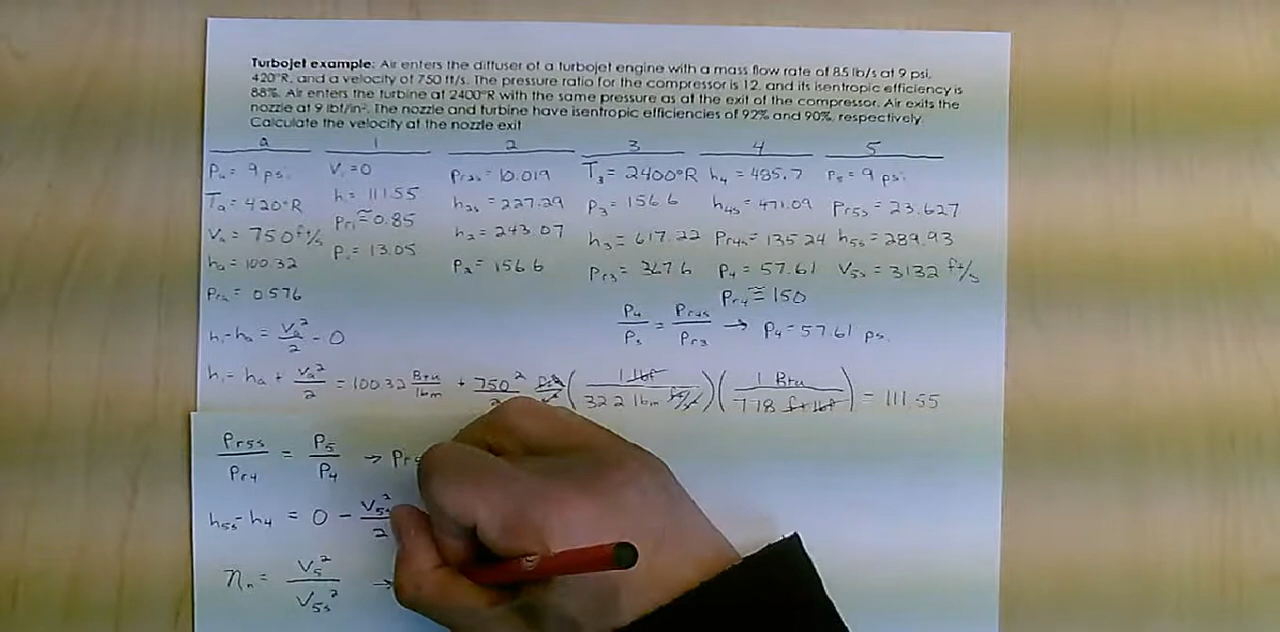 Turbojet example: Air enters the diffuser of a turbojet engine with a mass flow rate of 85 lb/s at 9 psi,
420°R, and a velocity of 750 ft/s. The pressure ratio for the compressor is 12, and its isentropic efficiency is
88%. Air enters the turbine at 2400°R with the same pressure as at the exit of the compressor. Air exits the
nozzle at 9 lbf/in². The nozzle and turbine have isentropic efficiencies of 92% and 90%, respectively.
Calculate the velocity at the nozzle exit
a 1 2 3 4 5
Pa = 9 psi V1 = 0 Pr2s = 10.019 T3 = 2400°R h4 = 485.7 P5 = 9 psi
Ta = 420°R h1 = 111.55 h2s = 227.29 P3 = 156.6 h4s = 471.09 Pr5s = 23.627
Va = 750 ft/s Pr1 ≅ 0.85 h2 = 243.07 h3 = 617.22 Pr4s = 135.24 h5s = 289.93
ha = 100.32 P1 = 13.05 P2 = 156.6 Pr3 = 367.6 P4 = 57.61 V5s = 3132 ft/s
Pra = 0.576 Pr4 ≅ 150
h1-ha = Va²/2 - 0 P4/P3 = Pr4s/Pr3 → P4 = 57.61 psi
h1 = ha + Va²/2 = 100.32 Btu/lbm + 750²/2 (1 lbf/32.2 lbm ft/s²)(1 Btu/778 ft·lbf) = 111.55
Pr5s/Pr4 = P5/P4 → Pr
h5s-h4 = 0 - V5s²/2
ηn = V5²/V5s² →